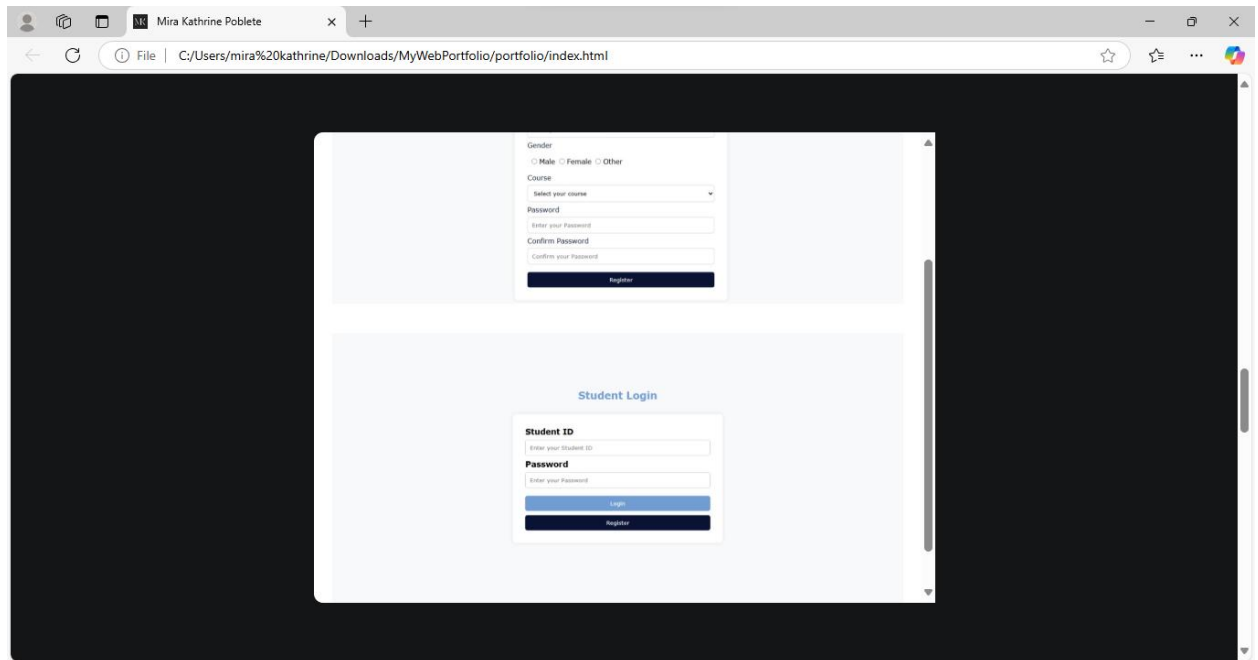 MK Mira Kathrine Poblete
File C:/Users/mira%20kathrine/Downloads/MyWebPortfolio/portfolio/index.html
Gender
Male Female Other
Course
Select your course
Password
Enter your Password
Confirm Password
Confirm your Password
Register
Student Login
Student ID
Enter your Student ID
Password
Enter your Password
Login
Register